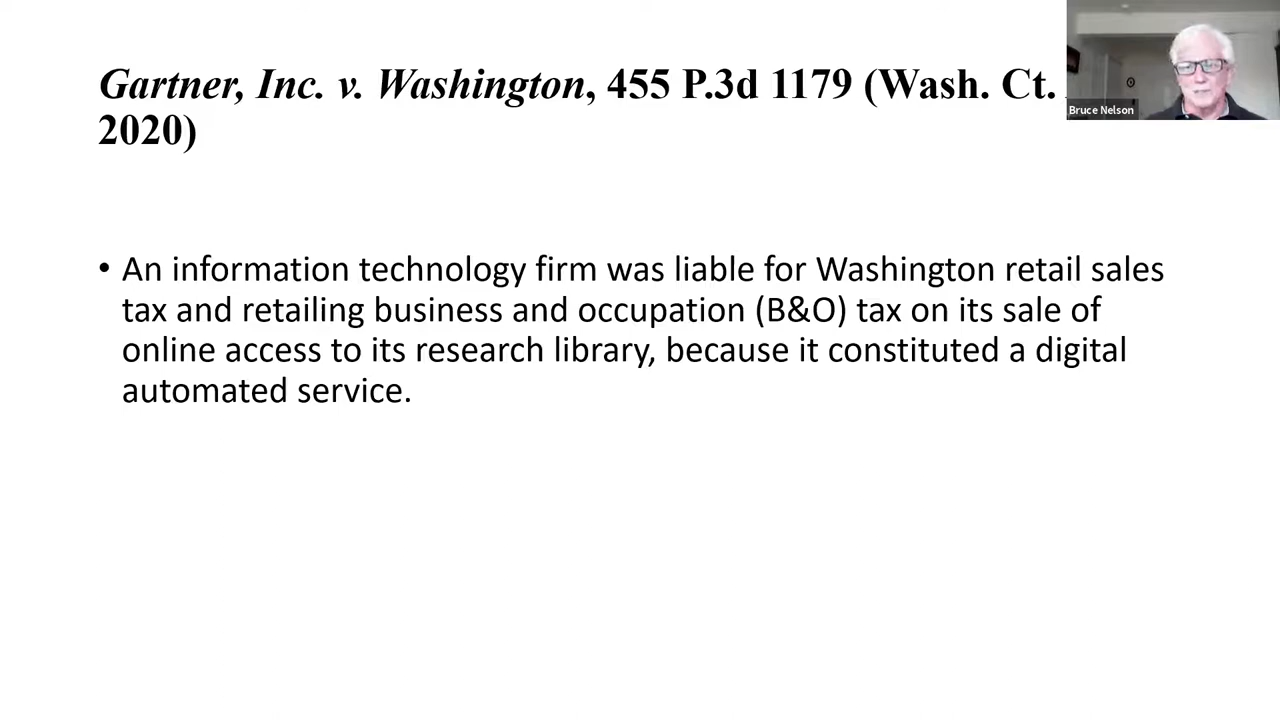 Gartner, Inc. v. Washington, 455 P.3d 1179 (Wash. Ct.
2020)
Bruce Nelson
• An information technology firm was liable for Washington retail sales
tax and retailing business and occupation (B&O) tax on its sale of
online access to its research library, because it constituted a digital
automated service.